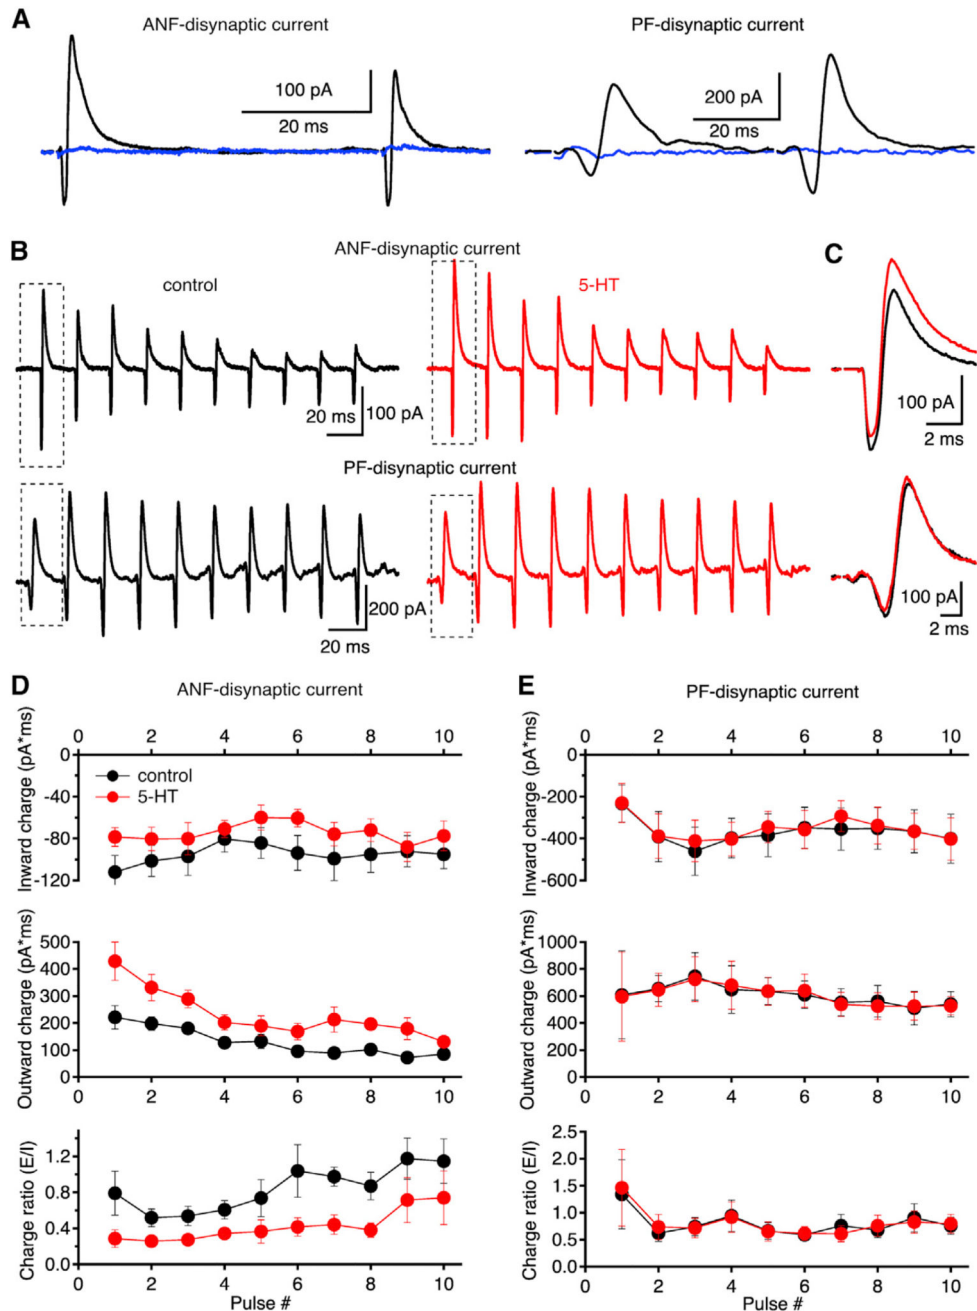 A
ANF-disynaptic current
PF-disynaptic current
100 pA
20 ms
200 pA
20 ms
B
ANF-disynaptic current
C
control
5-HT
20 ms
100 pA
100 pA
2 ms
PF-disynaptic current
200 pA
20 ms
100 pA
2 ms
D
ANF-disynaptic current
E
PF-disynaptic current
Inward charge (pA*ms)
0 2 4 6 8 10
0
-40
-80
-120
control
5-HT
Inward charge (pA*ms)
0 2 4 6 8 10
0
-200
-400
-600
Outward charge (pA*ms)
500
400
300
200
100
0
0 2 4 6 8 10
Outward charge (pA*ms)
1000
800
600
400
200
0
0 2 4 6 8 10
Charge ratio (E/I)
1.2
0.8
0.4
0.0
0 2 4 6 8 10
Pulse #
Charge ratio (E/I)
2.5
2.0
1.5
1.0
0.5
0.0
0 2 4 6 8 10
Pulse #